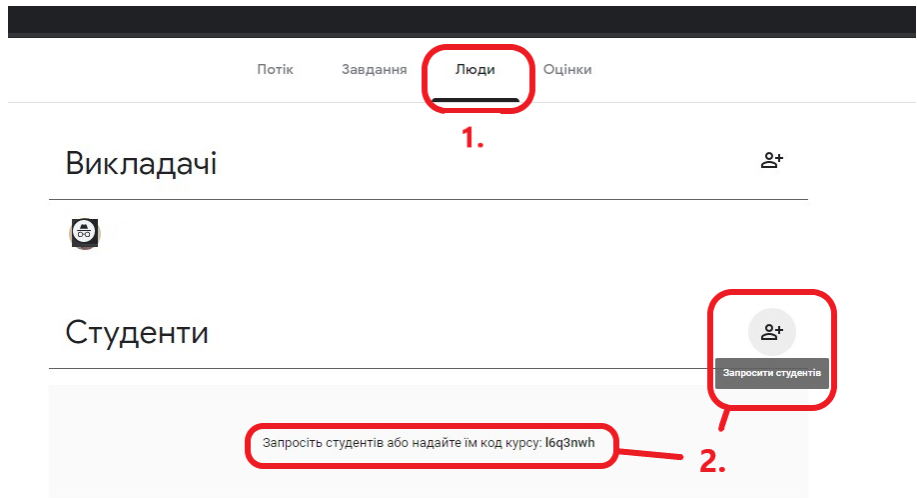 Потік Завдання Люди Оцінки
1.
Викладачі
Студенти
Запросити студентів
Запросіть студентів або надайте їм код курсу: l6q3nwh
2.